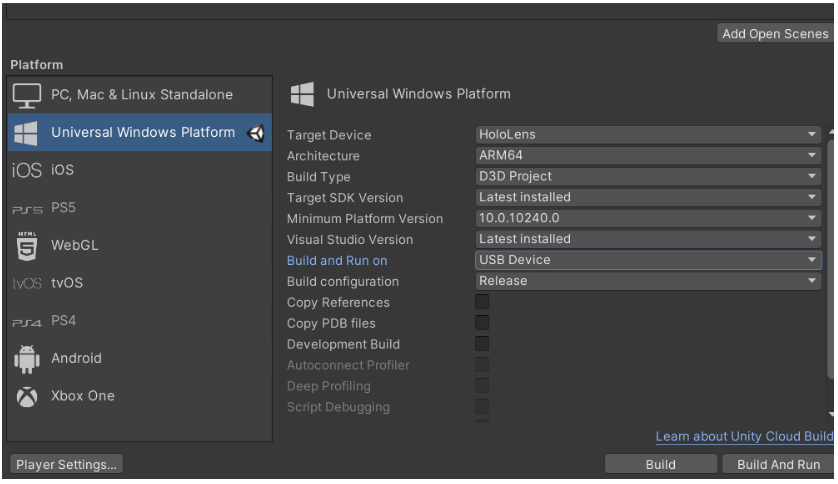 Add Open Scenes
Platform
PC, Mac & Linux Standalone
Universal Windows Platform
iOS iOS
PS5 PS5
HTML 5 WebGL
tvOS tvOS
PS4 PS4
Android
Xbox One
Universal Windows Platform
Target Device HoloLens
Architecture ARM64
Build Type D3D Project
Target SDK Version Latest installed
Minimum Platform Version 10.0.10240.0
Visual Studio Version Latest installed
Build and Run on USB Device
Build configuration Release
Copy References
Copy PDB files
Development Build
Autoconnect Profiler
Deep Profiling
Script Debugging
Learn about Unity Cloud Build
Player Settings...
Build
Build And Run